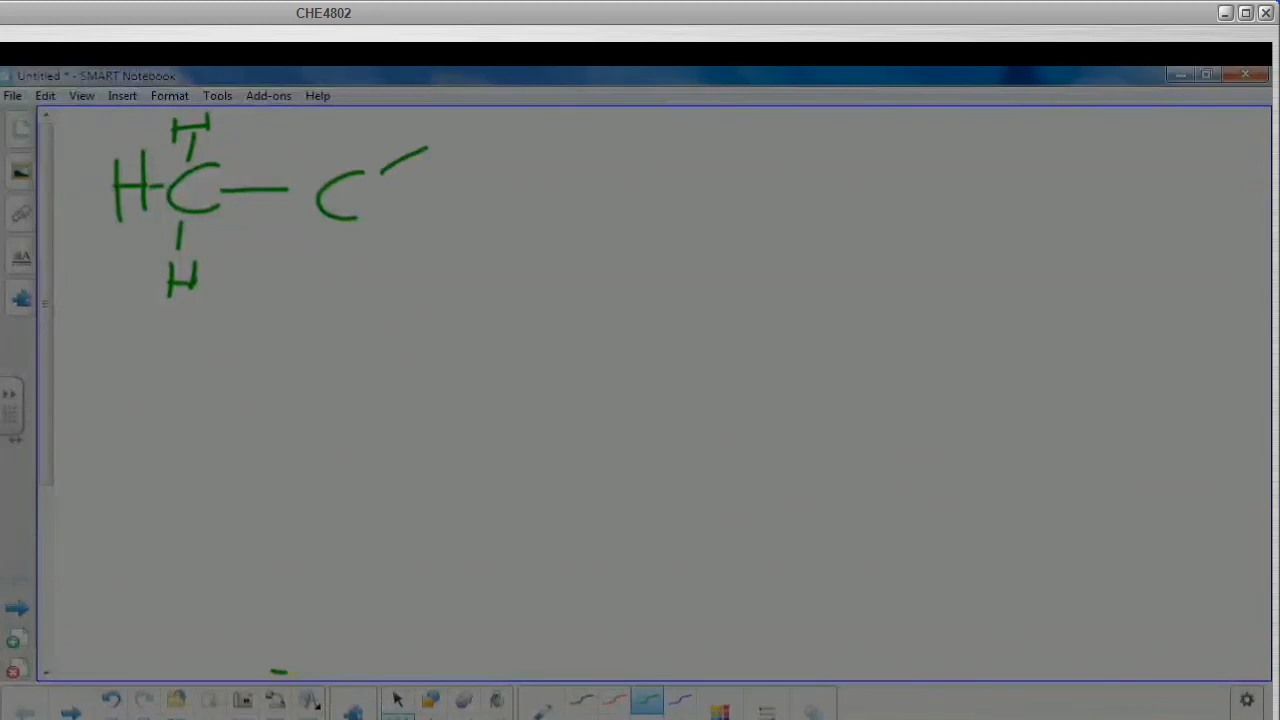 CHE4802
Untitled * - SMART Notebook
File Edit View Insert Format Tools Add-ons Help
H
H-C — C
H